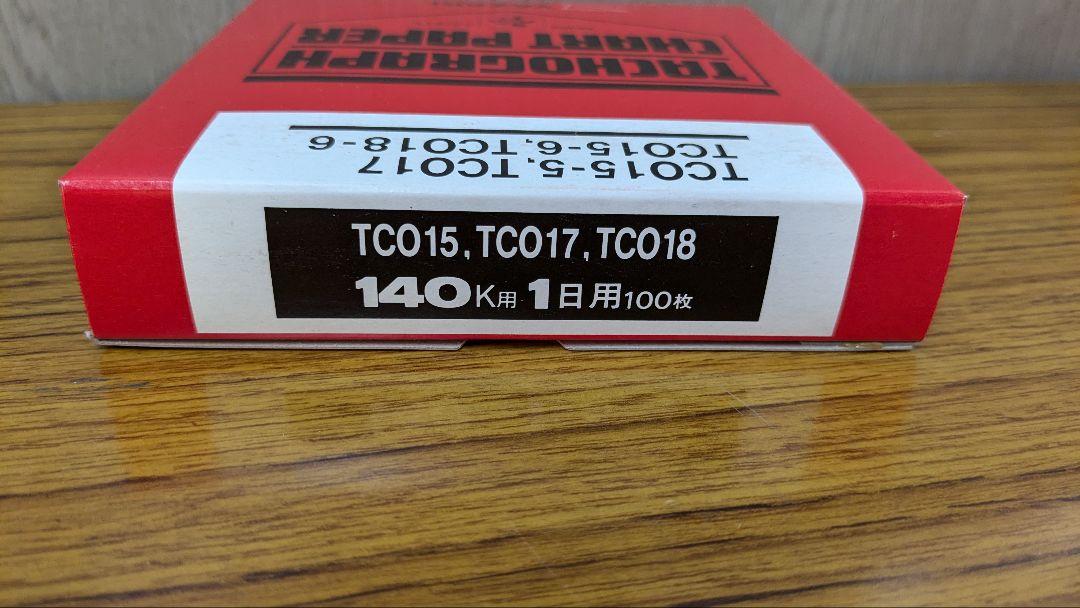 TACHOGRAPH
CHART PAPER
TCO15-5, TCO17
TCO15-6, TCO18-6
TCO15, TCO17, TCO18
140K用 1日用100枚